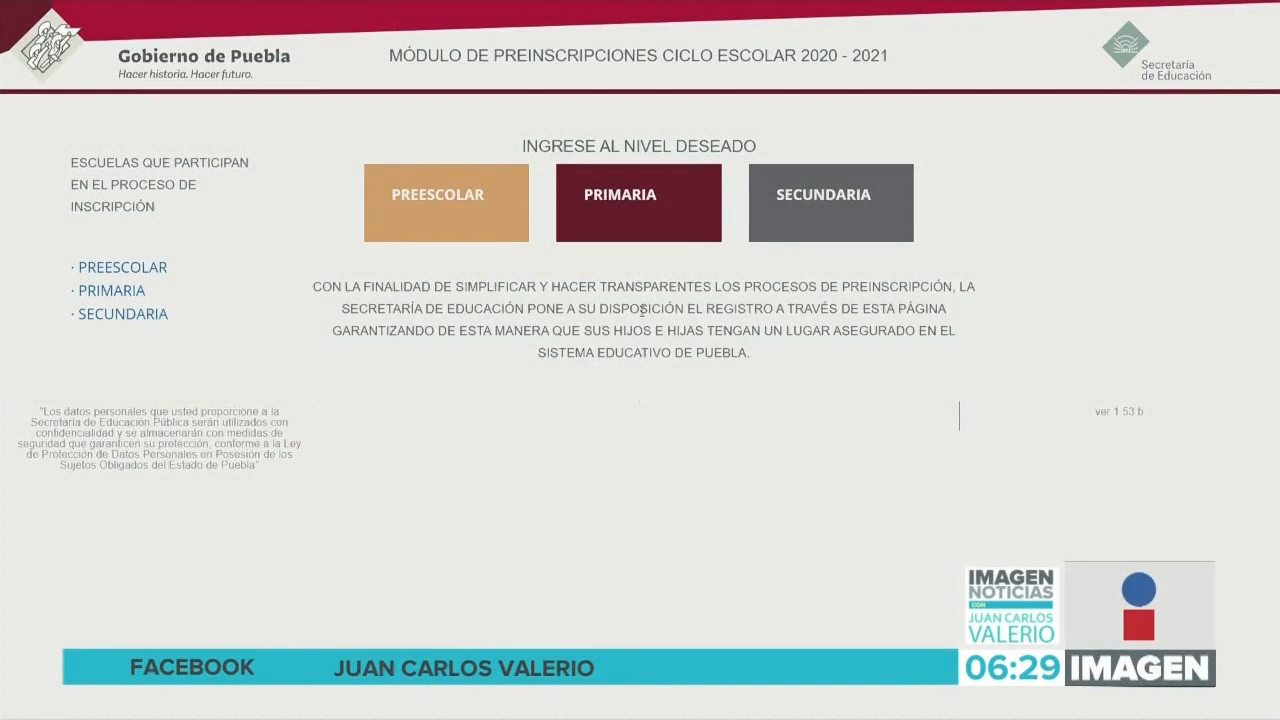 Gobierno de Puebla
Hacer historia. Hacer futuro.
MÓDULO DE PREINSCRIPCIONES CICLO ESCOLAR 2020 - 2021
Secretaría
de Educación
ESCUELAS QUE PARTICIPAN
EN EL PROCESO DE
INSCRIPCIÓN
· PREESCOLAR
· PRIMARIA
· SECUNDARIA
INGRESE AL NIVEL DESEADO
PREESCOLAR
PRIMARIA
SECUNDARIA
CON LA FINALIDAD DE SIMPLIFICAR Y HACER TRANSPARENTES LOS PROCESOS DE PREINSCRIPCIÓN, LA
SECRETARÍA DE EDUCACIÓN PONE A SU DISPOSICIÓN EL REGISTRO A TRAVÉS DE ESTA PÁGINA
GARANTIZANDO DE ESTA MANERA QUE SUS HIJOS E HIJAS TENGAN UN LUGAR ASEGURADO EN EL
SISTEMA EDUCATIVO DE PUEBLA.
"Los datos personales que usted proporcione a la
Secretaría de Educación Pública serán utilizados con
confidencialidad y se almacenarán con medidas de
seguridad que garanticen su protección, conforme a la Ley
de Protección de Datos Personales en Posesión de los
Sujetos Obligados del Estado de Puebla"
ver 1 53 b
IMAGEN
NOTICIAS
CON
JUAN CARLOS
VALERIO
FACEBOOK JUAN CARLOS VALERIO
06:29 IMAGEN